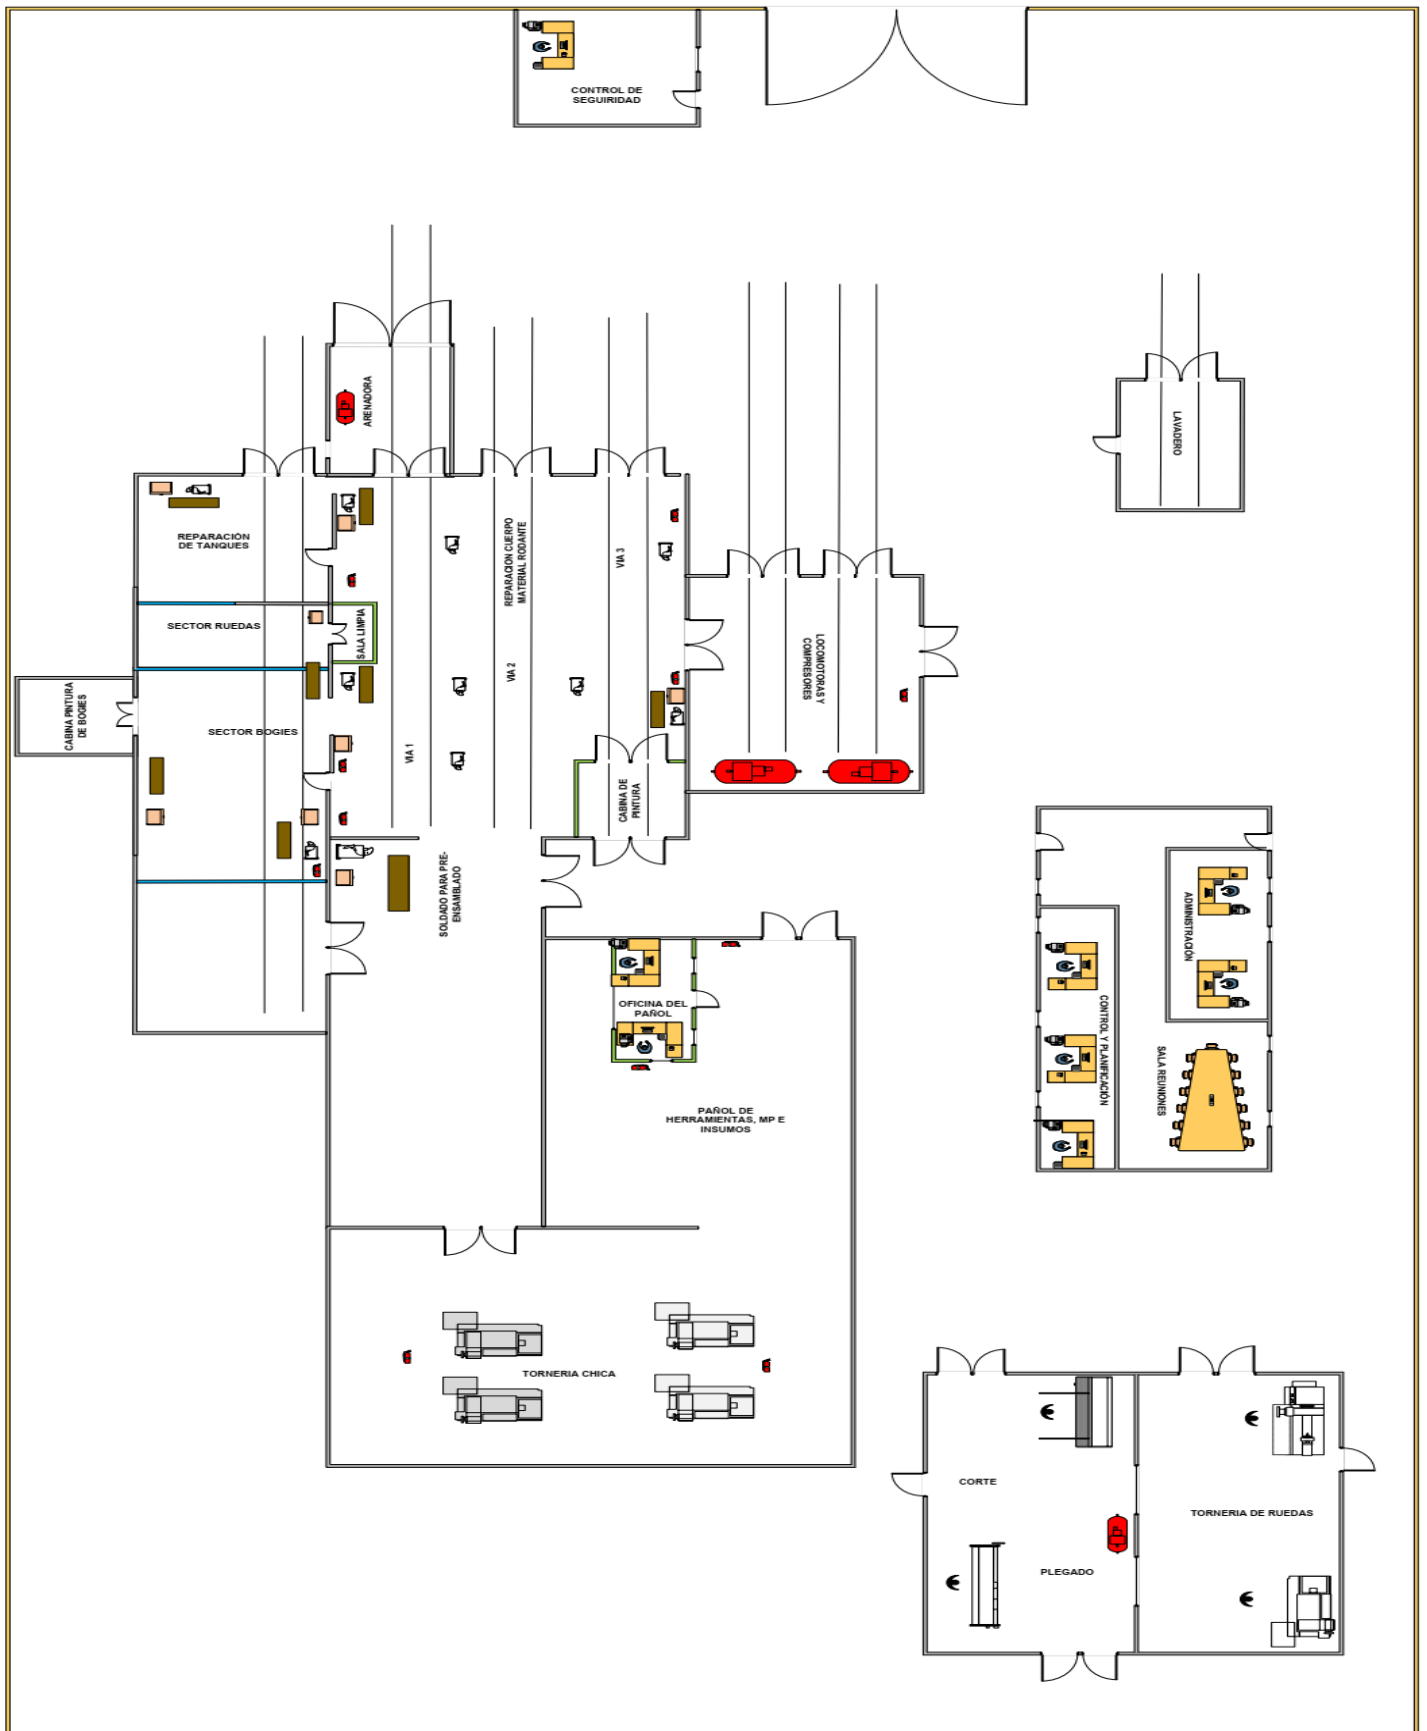 CONTROL DE
SEGUIRIDAD
ARENADORA
LAVADERO
REPARACIÓN
DE TANQUES
REPARACION CUERPO
MATERIAL RODANTE
VIA 3
SECTOR RUEDAS
SALA LIMPIA
LOCOMOTORAS Y
COMPRESORES
VIA 2
CABINA PINTURA
DE BOGIES
SECTOR BOGIES
VIA 1
CABINA DE
PINTURA
SOLDADO PARA PRE-
ENSAMBLADO
ADMINISTRACIÓN
OFICINA DEL
PAÑOL
CONTROL Y PLANIFICACIÓN
SALA REUNIONES
PAÑOL DE
HERRAMIENTAS, MP E
INSUMOS
TORNERIA CHICA
CORTE
TORNERIA DE RUEDAS
PLEGADO